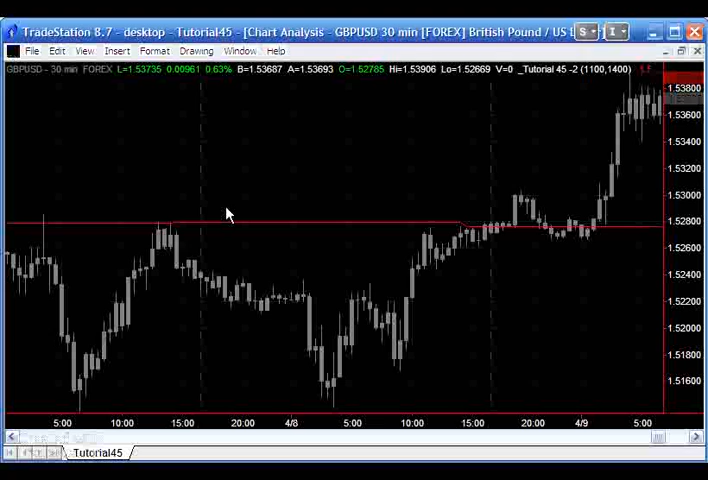 TradeStation 8.7 - desktop - Tutorial45 - [Chart Analysis - GBPUSD 30 min [FOREX] British Pound / US
S I
File Edit View Insert Format Drawing Window Help
GBPUSD - 30 min FOREX L=1.53735 0.00961 0.63% B=1.53687 A=1.53693 O=1.52785 Hi=1.53906 Lo=1.52669 V=0 _Tutorial 45 -2 (1100,1400)
1.53800
1.53600
1.53400
1.53200
1.53000
1.52800
1.52600
1.52400
1.52200
1.52000
1.51800
1.51600
5:00 10:00 15:00 20:00 4/8 5:00 10:00 15:00 20:00 4/9 5:00
Tutorial45